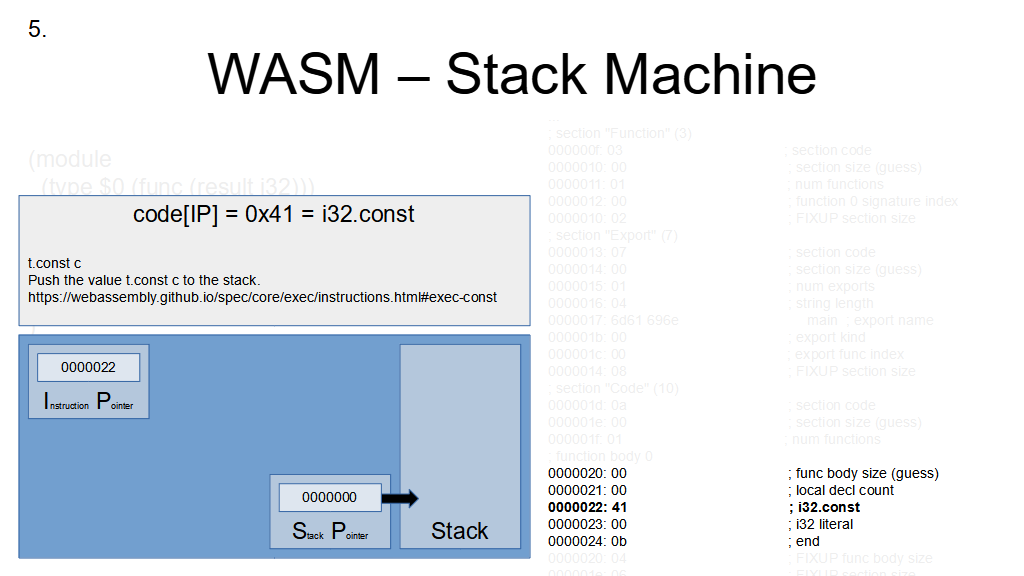 5.
WASM – Stack Machine
(module
(type $0 (func (result i32)))
code[IP] = 0x41 = i32.const
t.const c
Push the value t.const c to the stack.
https://webassembly.github.io/spec/core/exec/instructions.html#exec-const
0000022
Instruction Pointer
0000000
Stack Pointer
Stack
...
; section "Function" (3)
000000f: 03 ; section code
0000010: 00 ; section size (guess)
0000011: 01 ; num functions
0000012: 00 ; function 0 signature index
0000010: 02 ; FIXUP section size
; section "Export" (7)
0000013: 07 ; section code
0000014: 00 ; section size (guess)
0000015: 01 ; num exports
0000016: 04 ; string length
0000017: 6d61 696e main ; export name
000001b: 00 ; export kind
000001c: 00 ; export func index
0000014: 08 ; FIXUP section size
; section "Code" (10)
000001d: 0a ; section code
000001e: 00 ; section size (guess)
000001f: 01 ; num functions
; function body 0
0000020: 00 ; func body size (guess)
0000021: 00 ; local decl count
0000022: 41 ; i32.const
0000023: 00 ; i32 literal
0000024: 0b ; end
0000020: 04 ; FIXUP func body size
000001e: 06 ; FIXUP section size